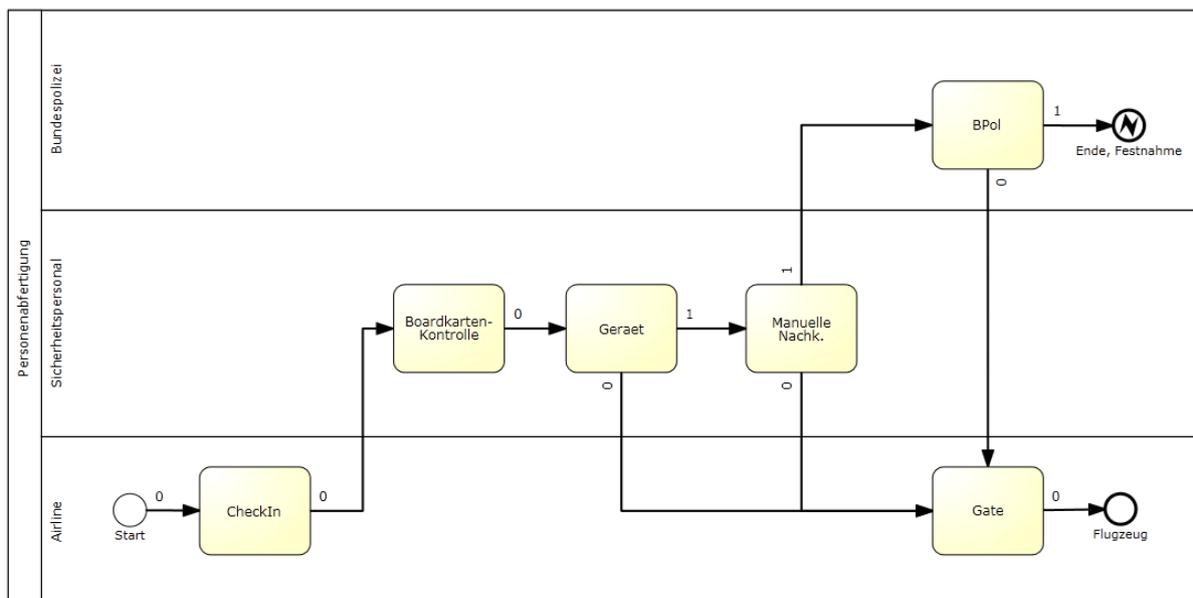 Personenabfertigung
Bundespolizei
BPol
1
Ende, Festnahme
0
Sicherheitspersonal
1
Boardkarten-
Kontrolle
0
Geraet
1
Manuelle
Nachk.
0
0
Airline
0
Start
CheckIn
0
Gate
0
Flugzeug